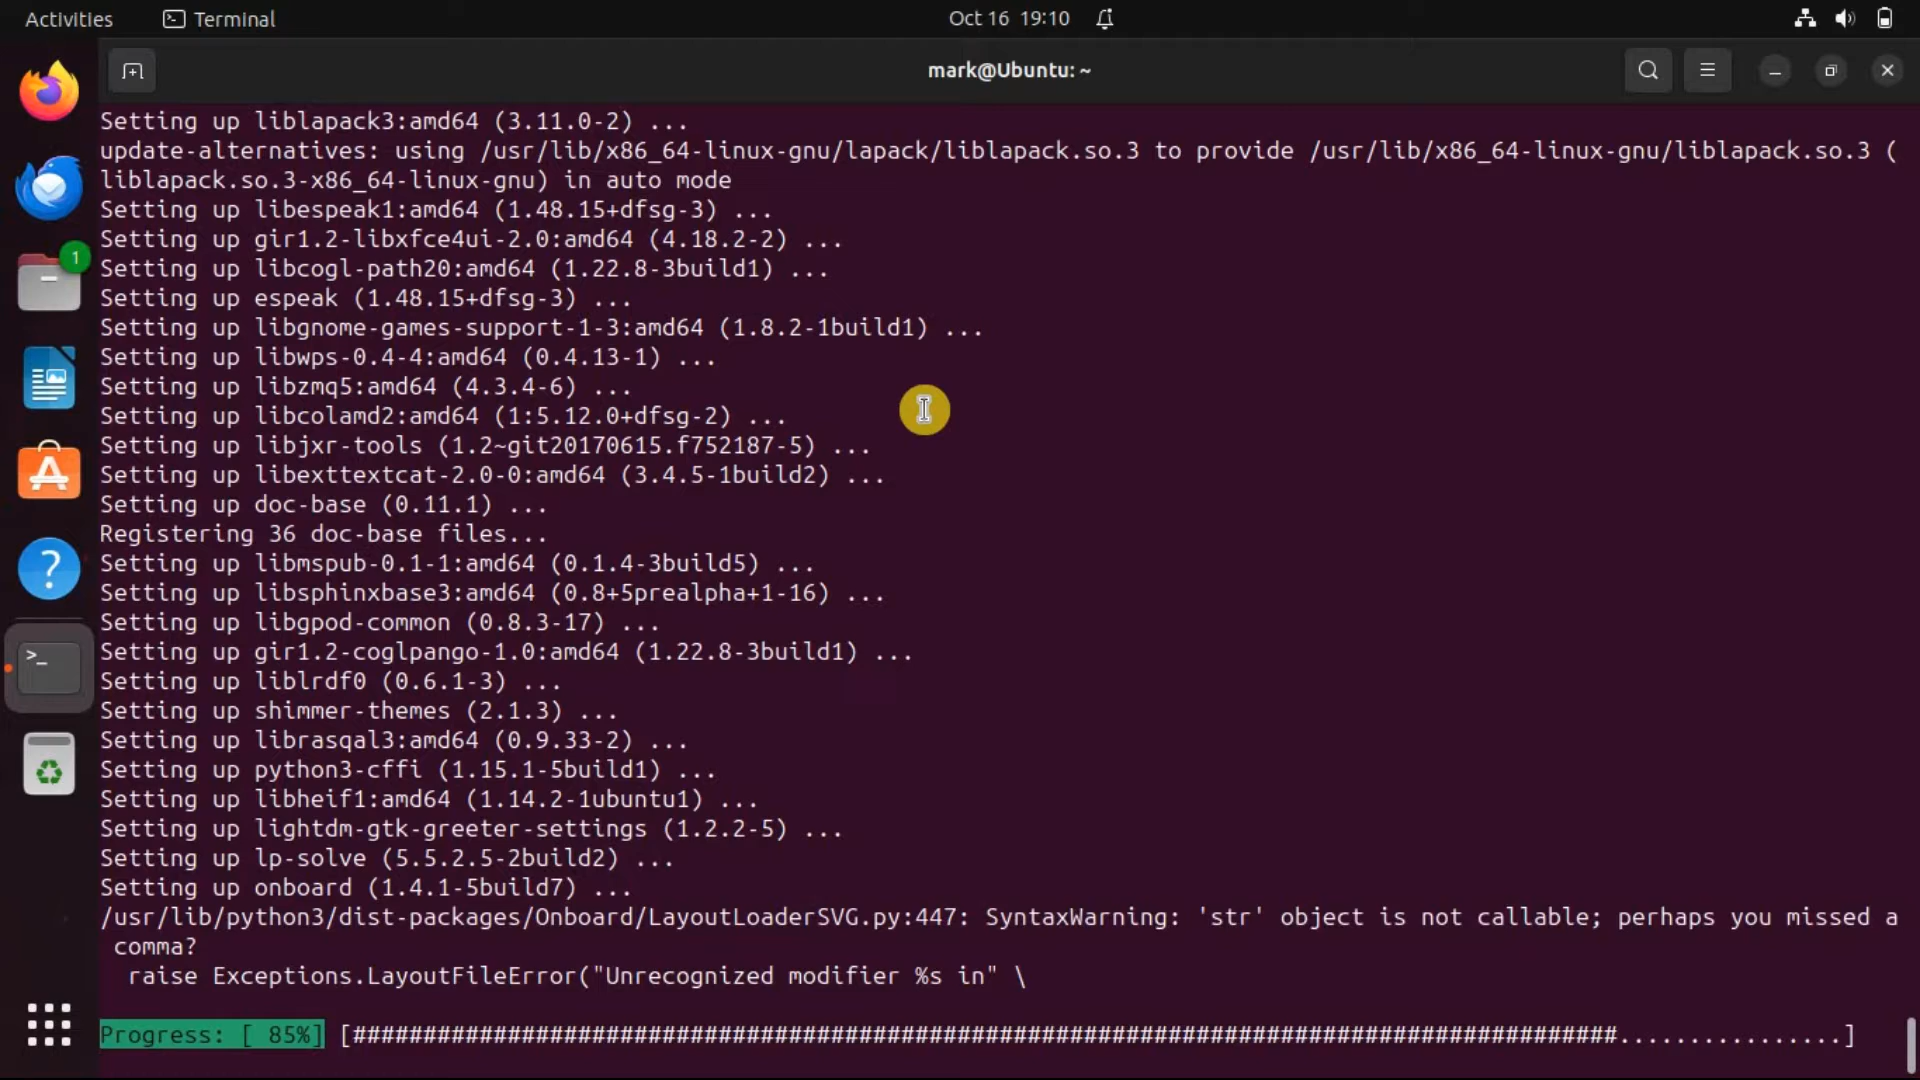 Activities Terminal Oct 16 19:10
mark@Ubuntu: ~
1
Setting up liblapack3:amd64 (3.11.0-2) ...
update-alternatives: using /usr/lib/x86_64-linux-gnu/lapack/liblapack.so.3 to provide /usr/lib/x86_64-linux-gnu/liblapack.so.3 (
liblapack.so.3-x86_64-linux-gnu) in auto mode
Setting up libespeak1:amd64 (1.48.15+dfsg-3) ...
Setting up gir1.2-libxfce4ui-2.0:amd64 (4.18.2-2) ...
Setting up libcogl-path20:amd64 (1.22.8-3build1) ...
Setting up espeak (1.48.15+dfsg-3) ...
Setting up libgnome-games-support-1-3:amd64 (1.8.2-1build1) ...
Setting up libwps-0.4-4:amd64 (0.4.13-1) ...
Setting up libzmq5:amd64 (4.3.4-6) ...
Setting up libcolamd2:amd64 (1:5.12.0+dfsg-2) ...
Setting up libjxr-tools (1.2~git20170615.f752187-5) ...
Setting up libexttextcat-2.0-0:amd64 (3.4.5-1build2) ...
Setting up doc-base (0.11.1) ...
Registering 36 doc-base files...
Setting up libmspub-0.1-1:amd64 (0.1.4-3build5) ...
Setting up libsphinxbase3:amd64 (0.8+5prealpha+1-16) ...
Setting up libgpod-common (0.8.3-17) ...
Setting up gir1.2-coglpango-1.0:amd64 (1.22.8-3build1) ...
Setting up liblrdf0 (0.6.1-3) ...
Setting up shimmer-themes (2.1.3) ...
Setting up librasqal3:amd64 (0.9.33-2) ...
Setting up python3-cffi (1.15.1-5build1) ...
Setting up libheif1:amd64 (1.14.2-1ubuntu1) ...
Setting up lightdm-gtk-greeter-settings (1.2.2-5) ...
Setting up lp-solve (5.5.2.5-2build2) ...
Setting up onboard (1.4.1-5build7) ...
/usr/lib/python3/dist-packages/Onboard/LayoutLoaderSVG.py:447: SyntaxWarning: 'str' object is not callable; perhaps you missed a
comma?
raise Exceptions.LayoutFileError("Unrecognized modifier %s in" \
Progress: [ 85%] [##########################################################################################................]